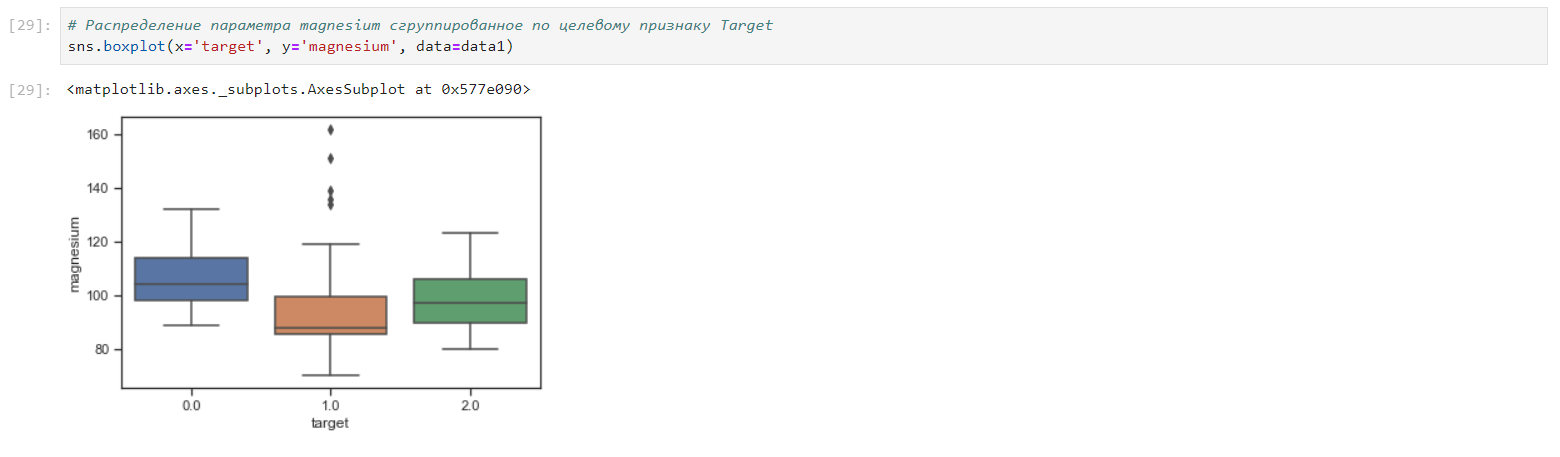 [29]: # Распределение параметра magnesium сгруппированное по целевому признаку Target
sns.boxplot(x='target', y='magnesium', data=data1)
[29]: <matplotlib.axes._subplots.AxesSubplot at 0x577e090>
160
140
120
100
80
magnesium
0.0 1.0 2.0
target